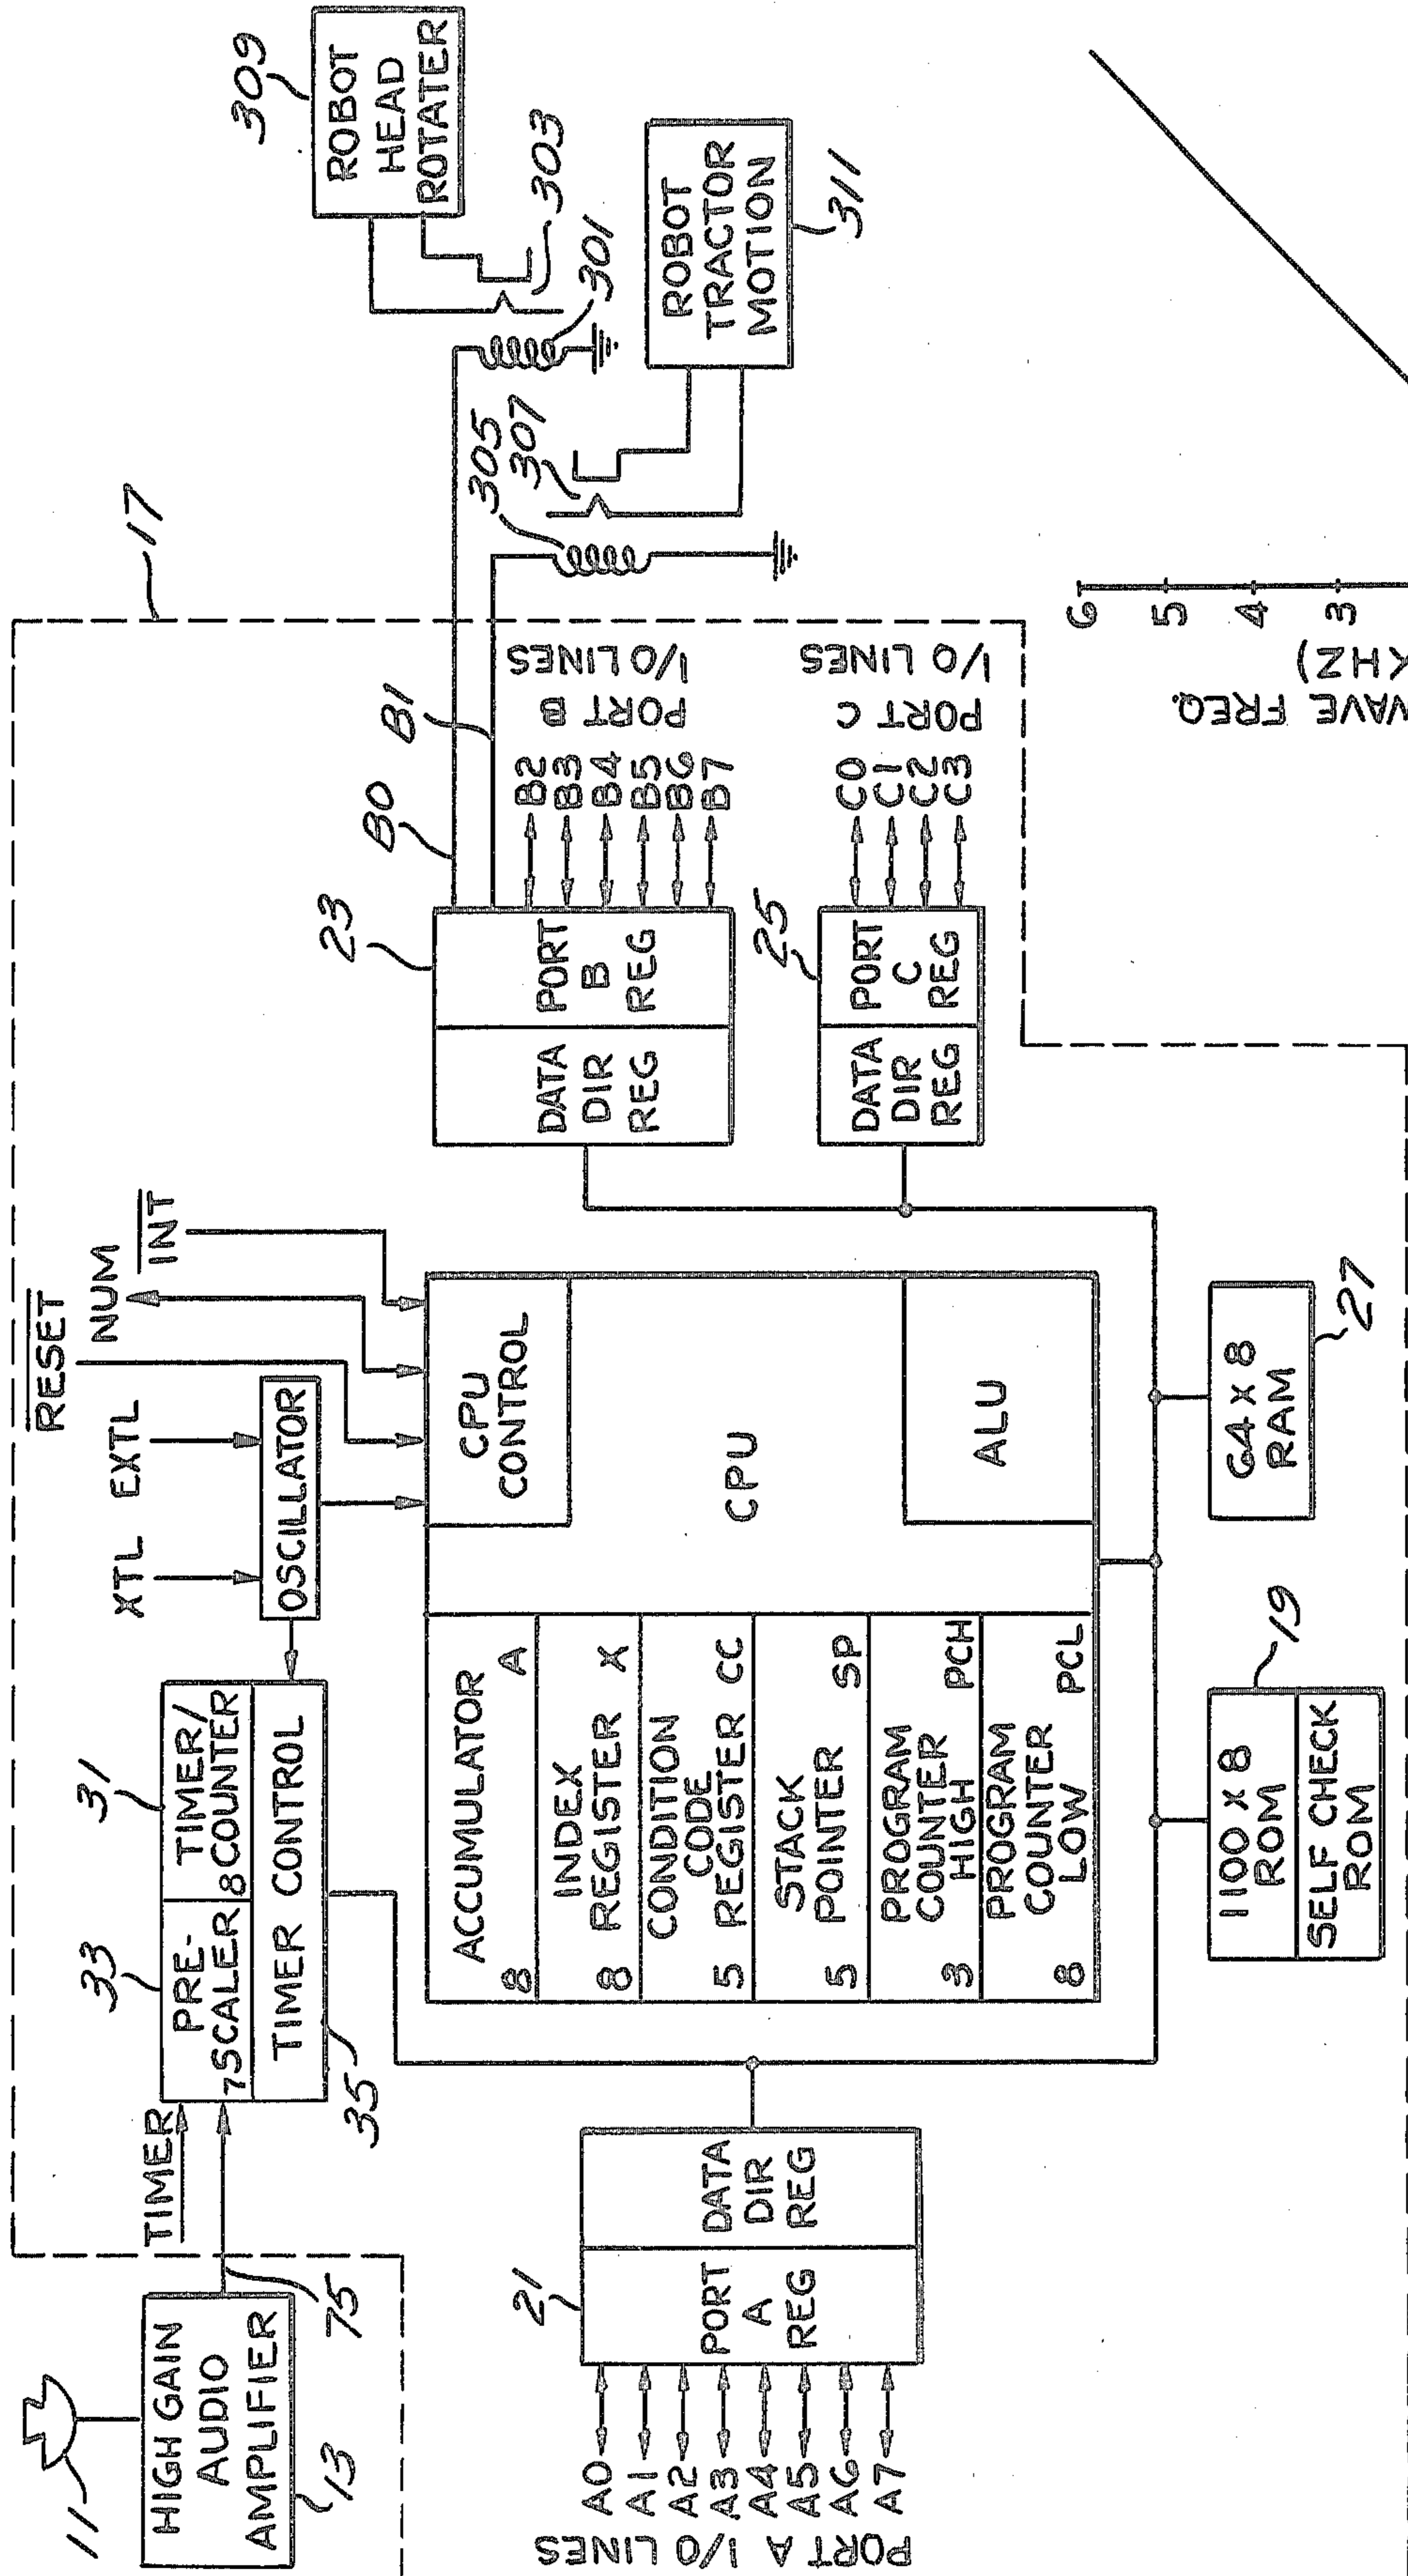 11
HIGH GAIN
AUDIO
AMPLIFIER
13
75
TIMER
33
31
PRE-
SCALER
7
TIMER/
COUNTER
8
TIMER CONTROL
35
XTL
EXTL
RESET
NUM
INT
OSCILLATOR
17
21
PORT
A
REG
DATA
DIR
REG
A0
A1
A2
A3
A4
A5
A6
A7
PORT A I/O LINES
ACCUMULATOR
8
A
INDEX
REGISTER
8
X
CONDITION
CODE
REGISTER
5
CC
STACK
POINTER
5
SP
PROGRAM
COUNTER
HIGH
3
PCH
PROGRAM
COUNTER
LOW
8
PCL
CPU
CONTROL
CPU
ALU
1100 X 8
ROM
SELF CHECK
ROM
19
64 X 8
RAM
27
23
DATA
DIR
REG
PORT
B
REG
B0
B1
B2
B3
B4
B5
B6
B7
PORT B
I/O LINES
25
DATA
DIR
REG
PORT
C
REG
C0
C1
C2
C3
PORT C
I/O LINES
305
307
301
303
309
ROBOT
HEAD
ROTATER
ROBOT
TRACTOR
MOTION
311
6
5
4
3
WAVE FREQ.
KHZ)